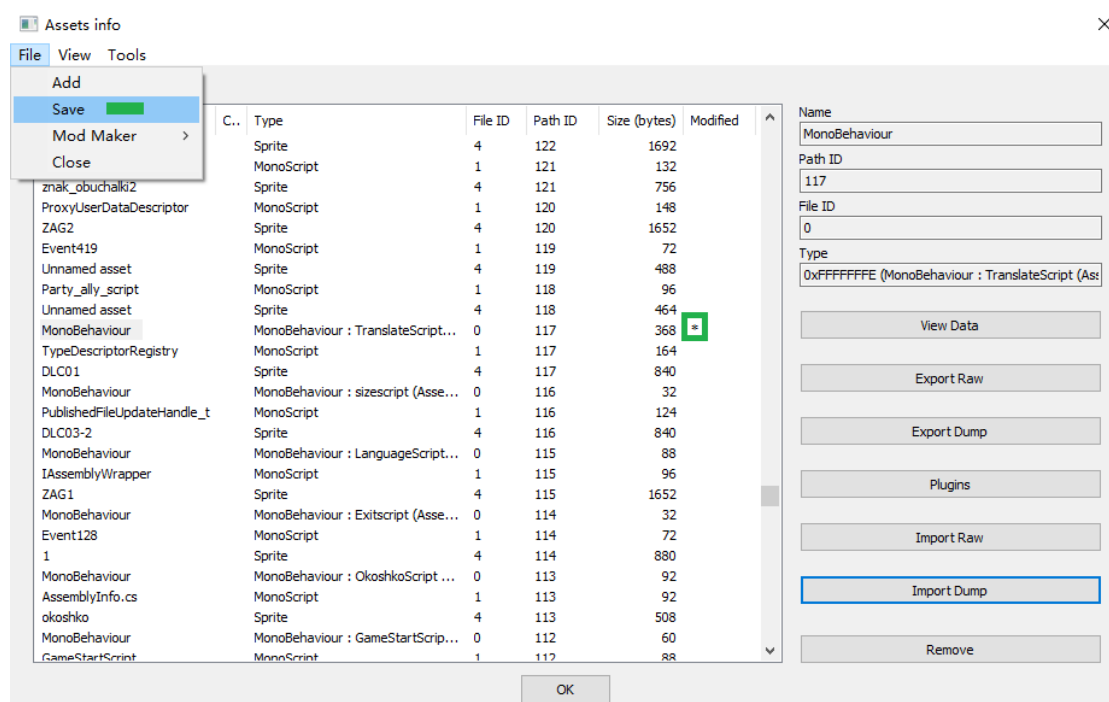 Assets info
File View Tools
Add
Save
Mod Maker >
Close
C.. Type File ID Path ID Size (bytes) Modified
Sprite 4 122 1692
MonoScript 1 121 132
znak_obuchalki2 Sprite 4 121 756
ProxyUserDataDescriptor MonoScript 1 120 148
ZAG2 Sprite 4 120 1652
Event419 MonoScript 1 119 72
Unnamed asset Sprite 4 119 488
Party_ally_script MonoScript 1 118 96
Unnamed asset Sprite 4 118 464
MonoBehaviour MonoBehaviour : TranslateScript... 0 117 368 *
TypeDescriptorRegistry MonoScript 1 117 164
DLC01 Sprite 4 117 840
MonoBehaviour MonoBehaviour : sizescript (Asse... 0 116 32
PublishedFileUpdateHandle_t MonoScript 1 116 124
DLC03-2 Sprite 4 116 840
MonoBehaviour MonoBehaviour : LanguageScript... 0 115 88
IAssemblyWrapper MonoScript 1 115 96
ZAG1 Sprite 4 115 1652
MonoBehaviour MonoBehaviour : Exitscript (Asse... 0 114 32
Event128 MonoScript 1 114 72
1 Sprite 4 114 880
MonoBehaviour MonoBehaviour : OkoshkoScript ... 0 113 92
AssemblyInfo.cs MonoScript 1 113 92
okoshko Sprite 4 113 508
MonoBehaviour MonoBehaviour : GameStartScrip... 0 112 60
GameStartScript MonoScript 1 112 88
Name
MonoBehaviour
Path ID
117
File ID
0
Type
0xFFFFFFFE (MonoBehaviour : TranslateScript (Ass
View Data
Export Raw
Export Dump
Plugins
Import Raw
Import Dump
Remove
OK